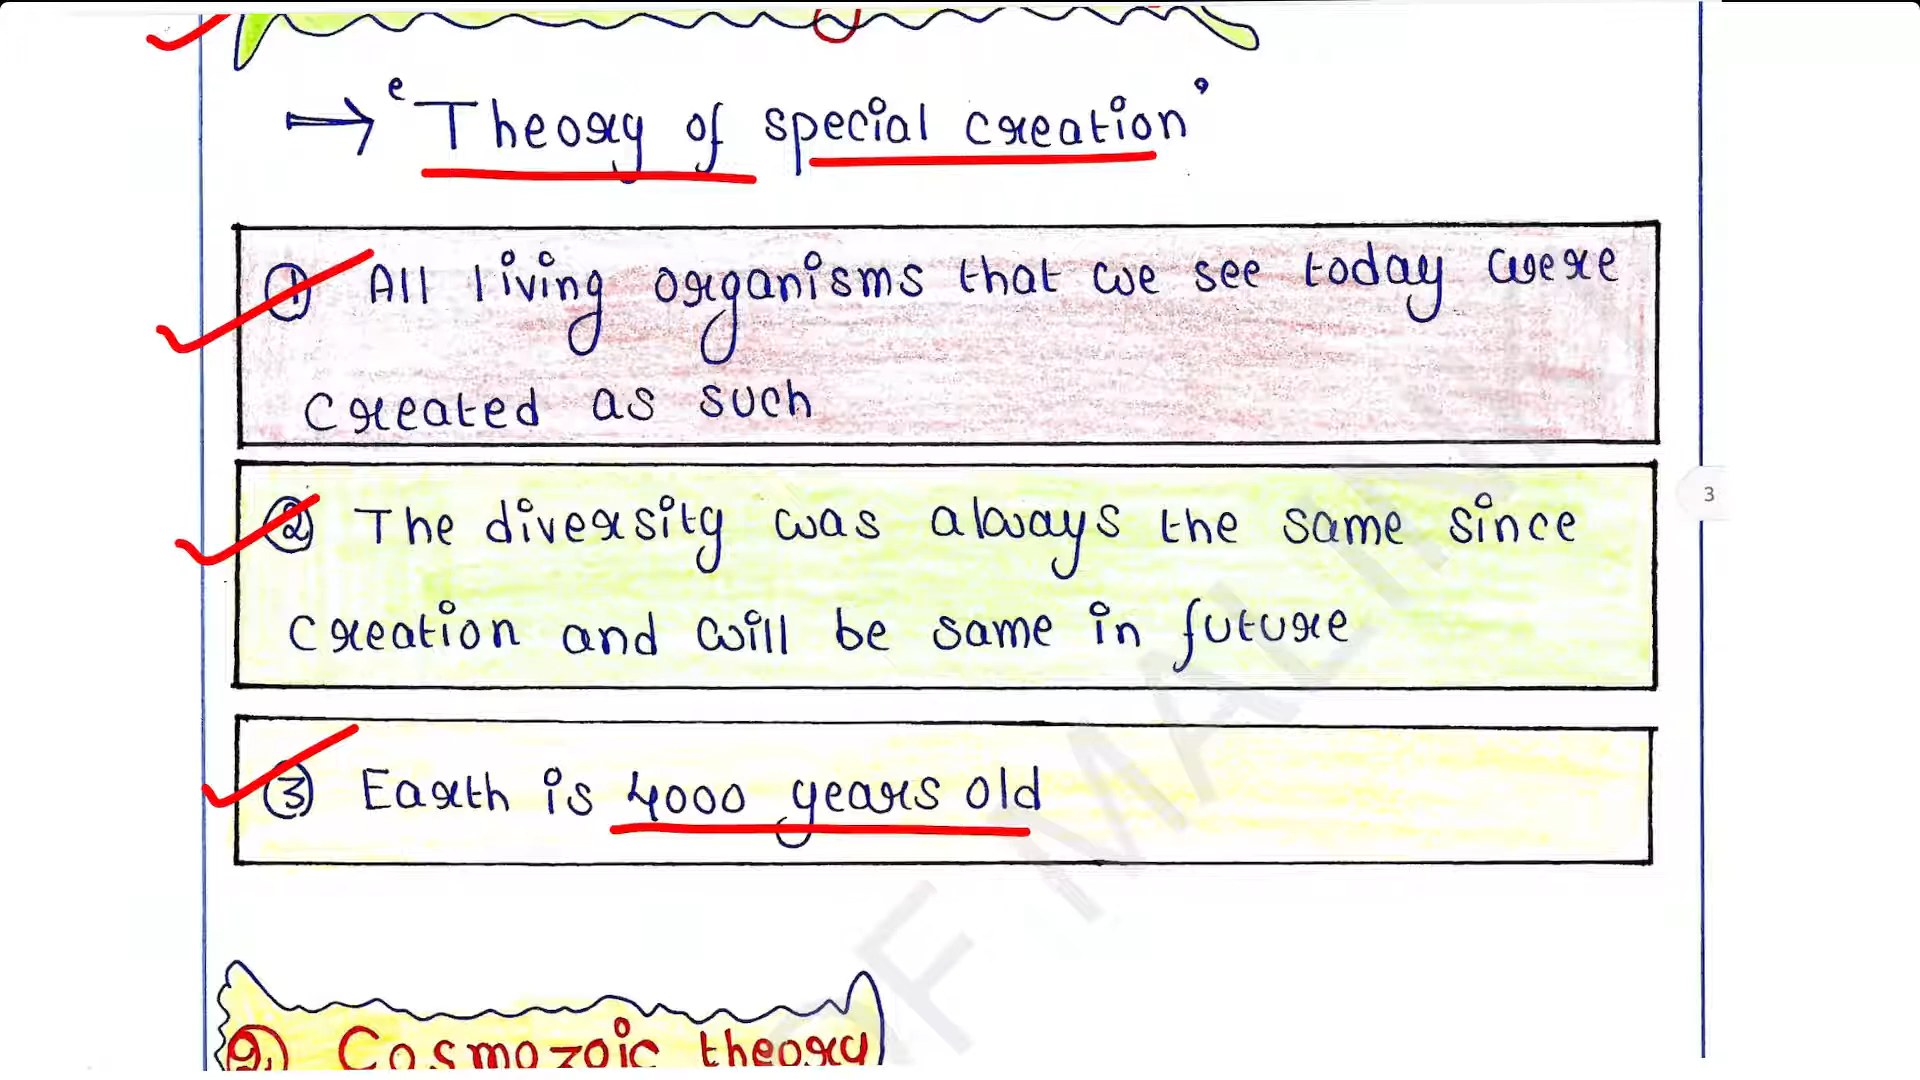 → ‘Theory of special creation’
① All living organisms that we see today were
created as such
② The diversity was always the same since
creation and will be same in future
3
③ Earth is 4000 years old
2) Cosmozoic theory